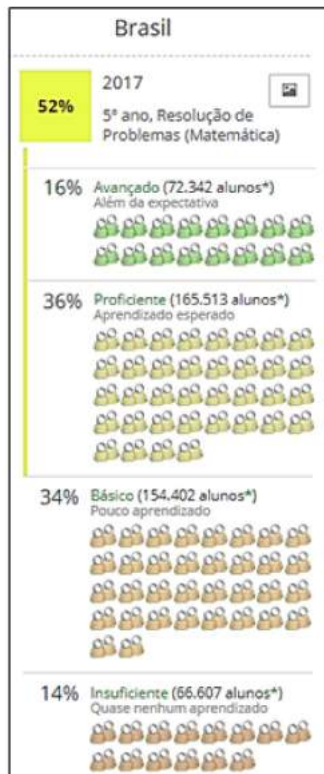 Brasil
52%
2017
5º ano, Resolução de
Problemas (Matemática)
16% Avançado (72.342 alunos*)
Além da expectativa
36% Proficiente (165.513 alunos*)
Aprendizado esperado
34% Básico (154.402 alunos*)
Pouco aprendizado
14% Insuficiente (66.607 alunos*)
Quase nenhum aprendizado